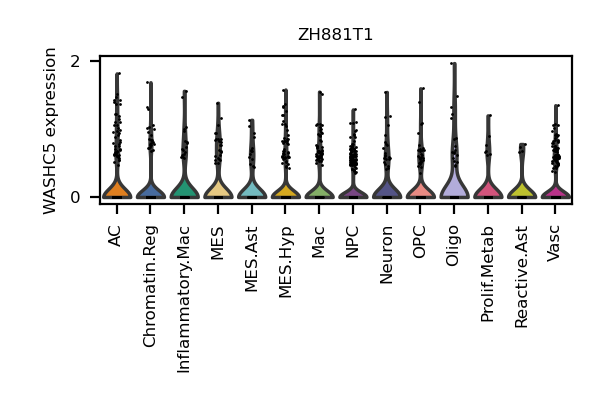 ZH881T1
WASHC5 expression
2
0
AC
Chromatin.Reg
Inflammatory.Mac
MES
MES.Ast
MES.Hyp
Mac
NPC
Neuron
OPC
Oligo
Prolif.Metab
Reactive.Ast
Vasc